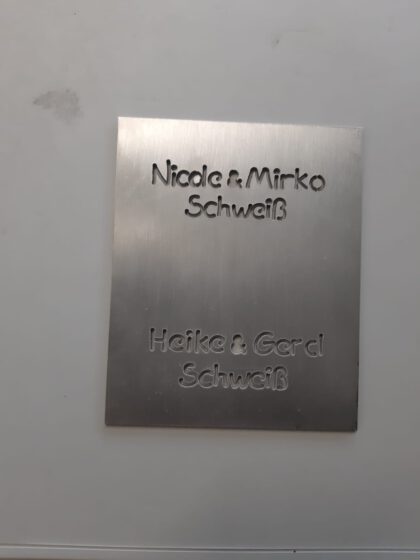 Nicole & Mirko
Schweiß
Heike & Gerd
Schweiß